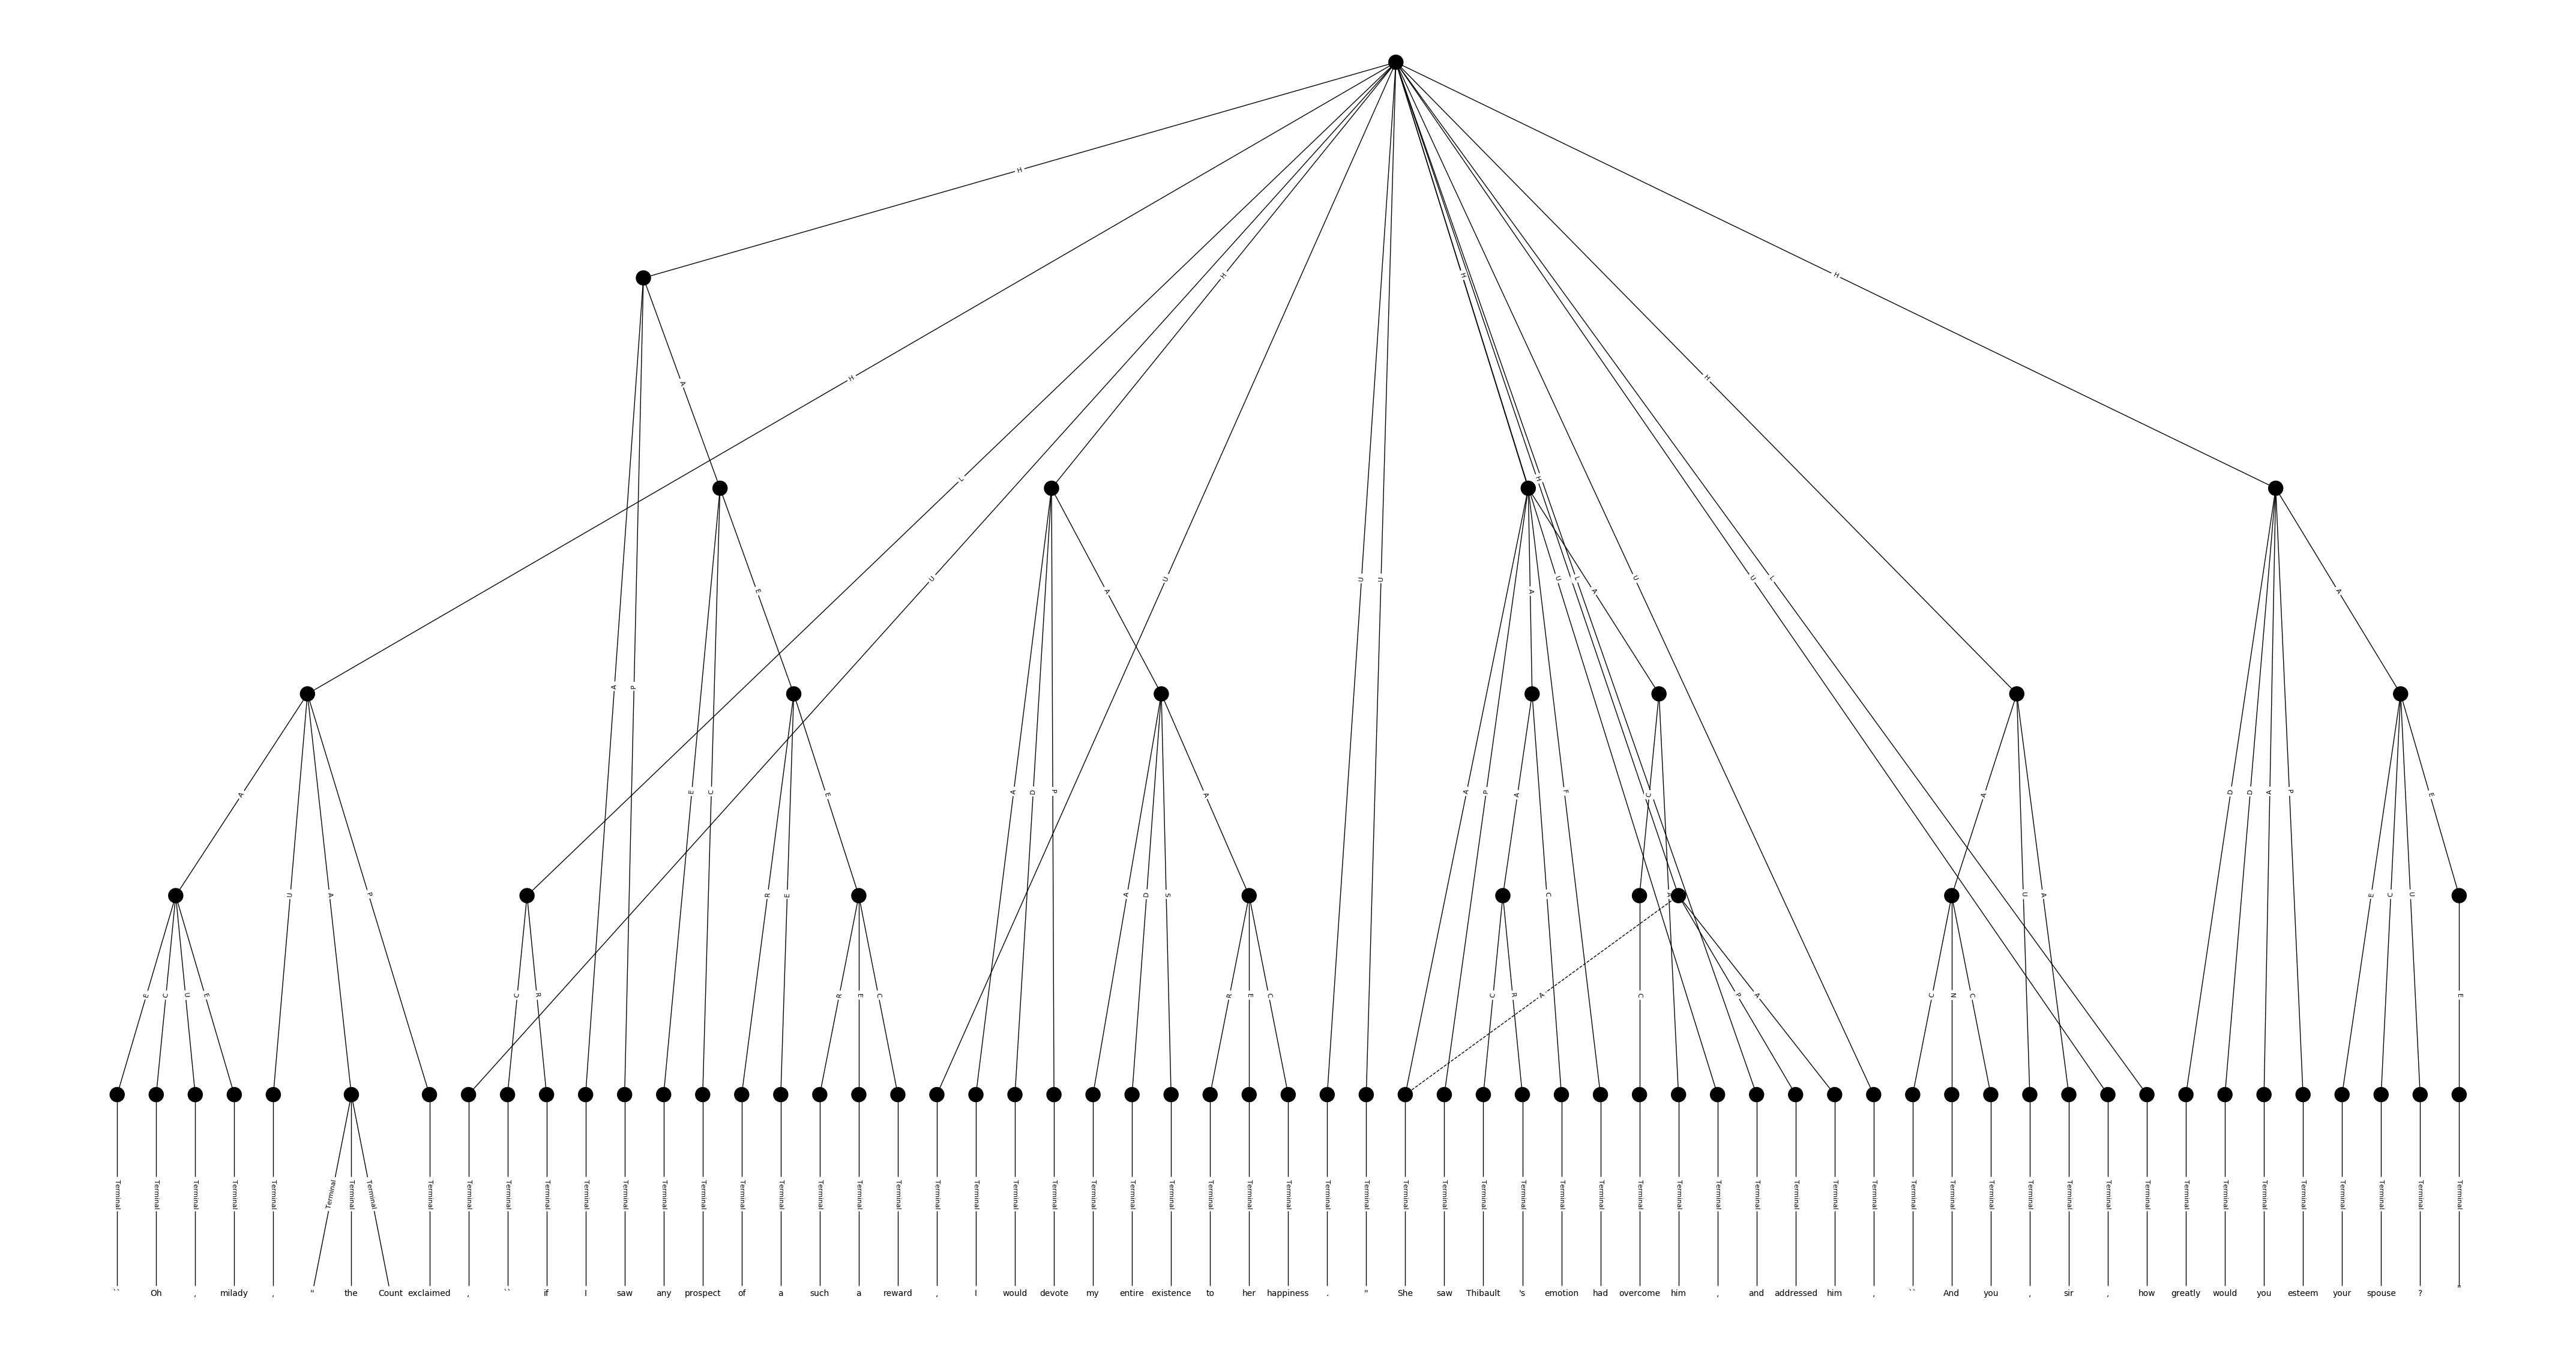 H
H H H H
H
A L H
U U U U U L U U L
A E A A A A
A P
A E C E A D P A A P A F C A D D A P E
A U A P R E A D S C A U A E C U E
E C U E C R R E C R E C C R C A P A C N C E
Terminal Terminal Terminal Terminal Terminal Terminal Terminal Terminal Terminal Terminal Terminal Terminal Terminal Terminal Terminal Terminal Terminal Terminal Terminal Terminal Terminal Terminal Terminal Terminal Terminal Terminal Terminal Terminal Terminal Terminal Terminal Terminal Terminal Terminal Terminal Terminal Terminal Terminal Terminal Terminal Terminal Terminal Terminal Terminal Terminal Terminal Terminal Terminal Terminal Terminal Terminal Terminal Terminal Terminal Terminal Terminal Terminal Terminal Terminal Terminal Terminal
`` Oh , milady , " the Count exclaimed , `` if I saw any prospect of a such a reward , I would devote my entire existence to her happiness . " She saw Thibault 's emotion had overcome him , and addressed him , `` And you , sir , how greatly would you esteem your spouse ? "